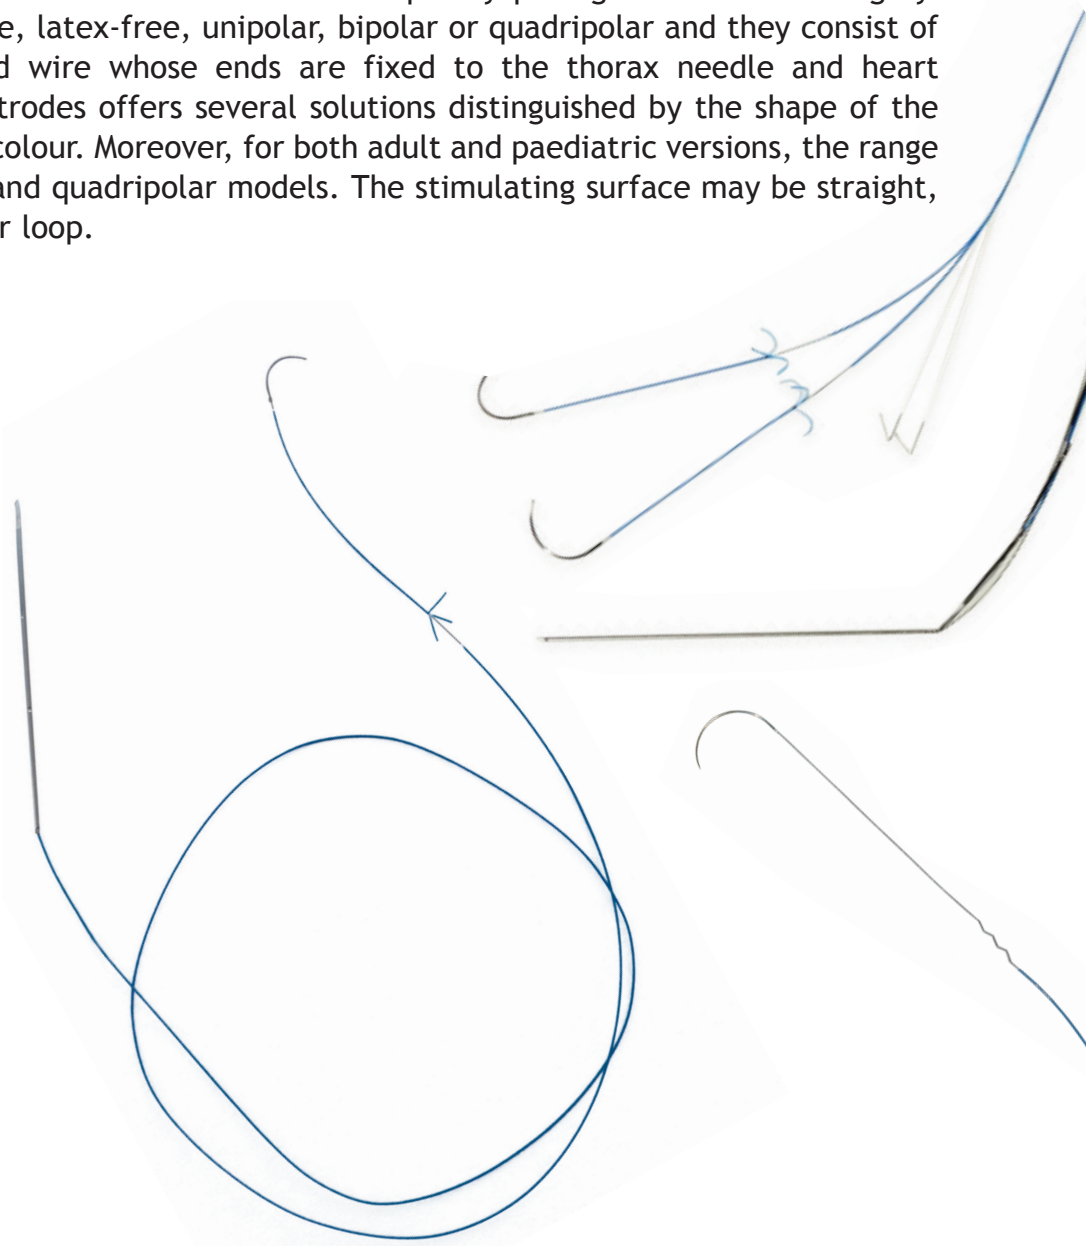 e, latex-free, unipolar, bipolar or quadripolar and they consist of
d wire whose ends are fixed to the thorax needle and heart
trodes offers several solutions distinguished by the shape of the
colour. Moreover, for both adult and paediatric versions, the range
and quadripolar models. The stimulating surface may be straight,
r loop.